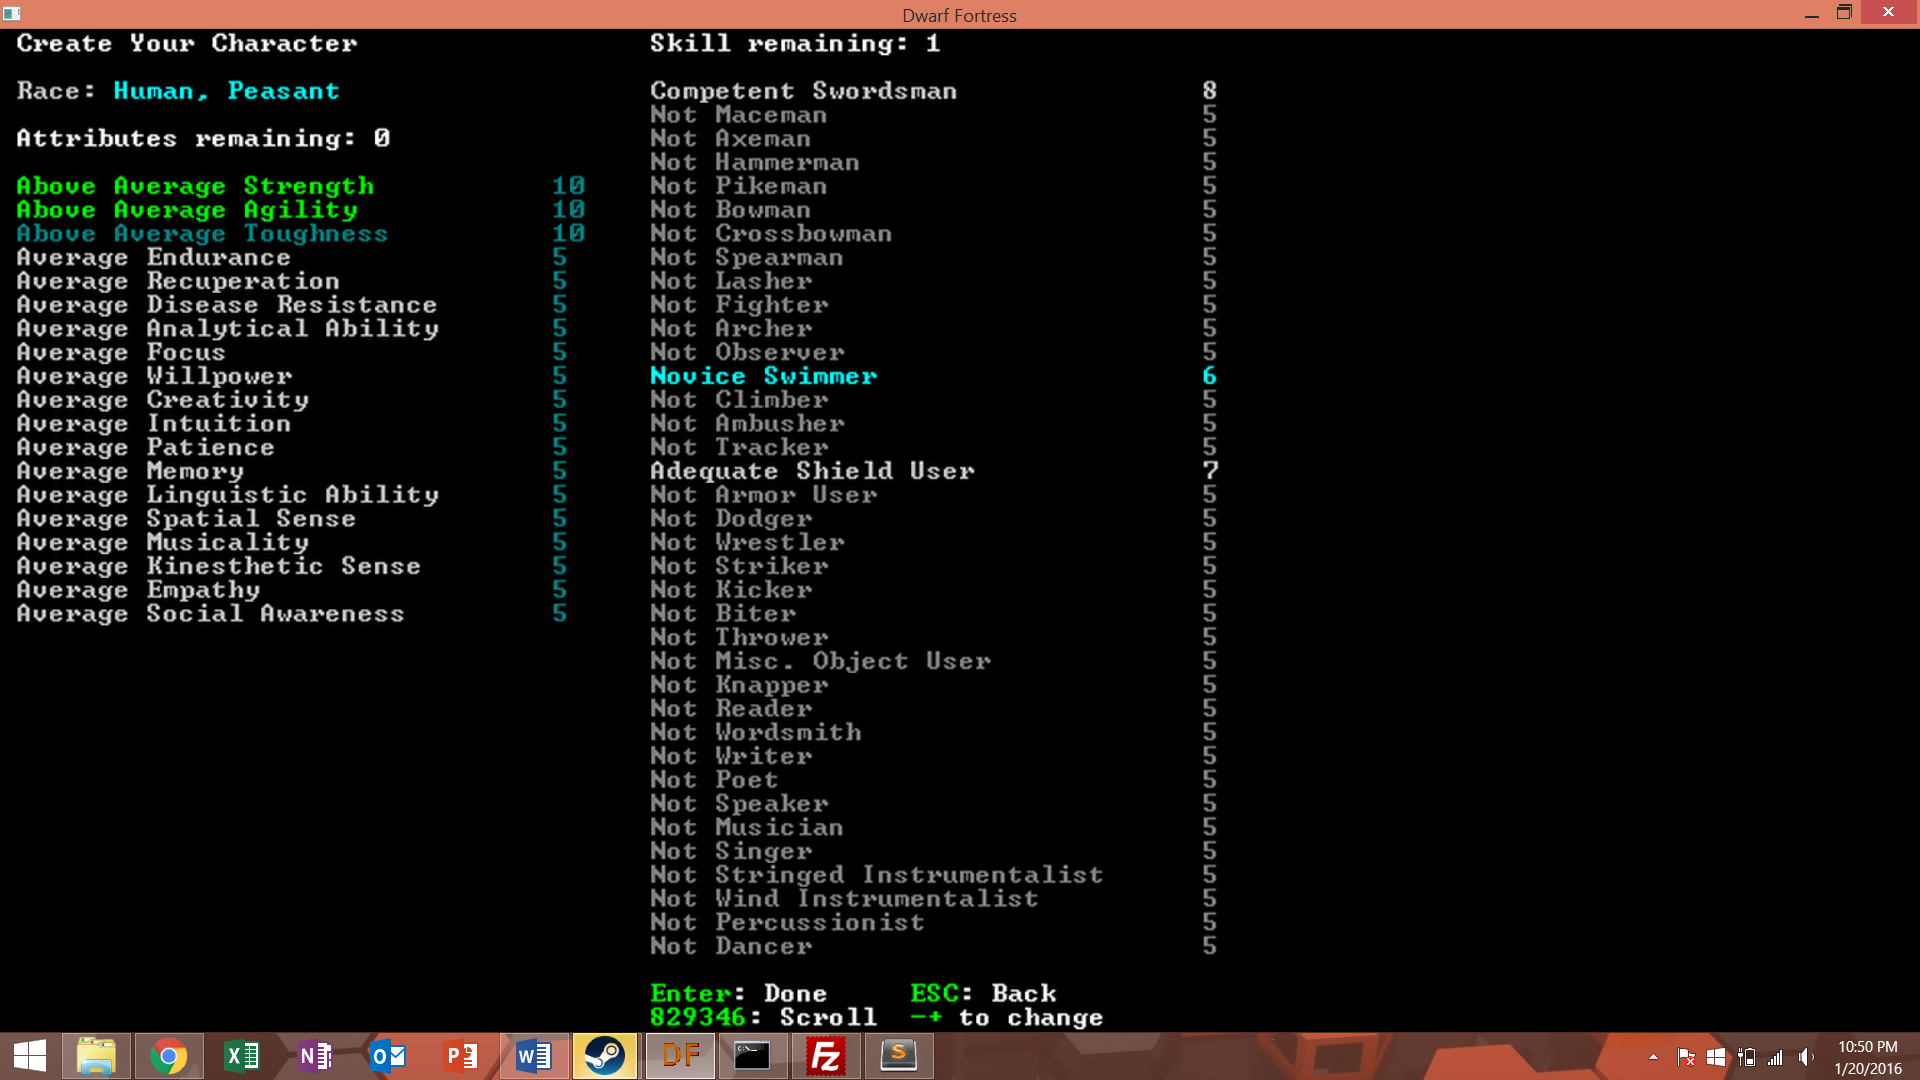 Dwarf Fortress
Create Your Character
Race: Human, Peasant
Attributes remaining: 0
Above Average Strength 10
Above Average Agility 10
Above Average Toughness 10
Average Endurance 5
Average Recuperation 5
Average Disease Resistance 5
Average Analytical Ability 5
Average Focus 5
Average Willpower 5
Average Creativity 5
Average Intuition 5
Average Patience 5
Average Memory 5
Average Linguistic Ability 5
Average Spatial Sense 5
Average Musicality 5
Average Kinesthetic Sense 5
Average Empathy 5
Average Social Awareness 5
Skill remaining: 1
Competent Swordsman 8
Not Maceman 5
Not Axeman 5
Not Hammerman 5
Not Pikeman 5
Not Bowman 5
Not Crossbowman 5
Not Spearman 5
Not Lasher 5
Not Fighter 5
Not Archer 5
Not Observer 5
Novice Swimmer 6
Not Climber 5
Not Ambusher 5
Not Tracker 5
Adequate Shield User 7
Not Armor User 5
Not Dodger 5
Not Wrestler 5
Not Striker 5
Not Kicker 5
Not Biter 5
Not Thrower 5
Not Misc. Object User 5
Not Knapper 5
Not Reader 5
Not Wordsmith 5
Not Writer 5
Not Poet 5
Not Speaker 5
Not Musician 5
Not Singer 5
Not Stringed Instrumentalist 5
Not Wind Instrumentalist 5
Not Percussionist 5
Not Dancer 5
Enter: Done ESC: Back
829346: Scroll -+ to change
DF
10:50 PM
1/20/2016